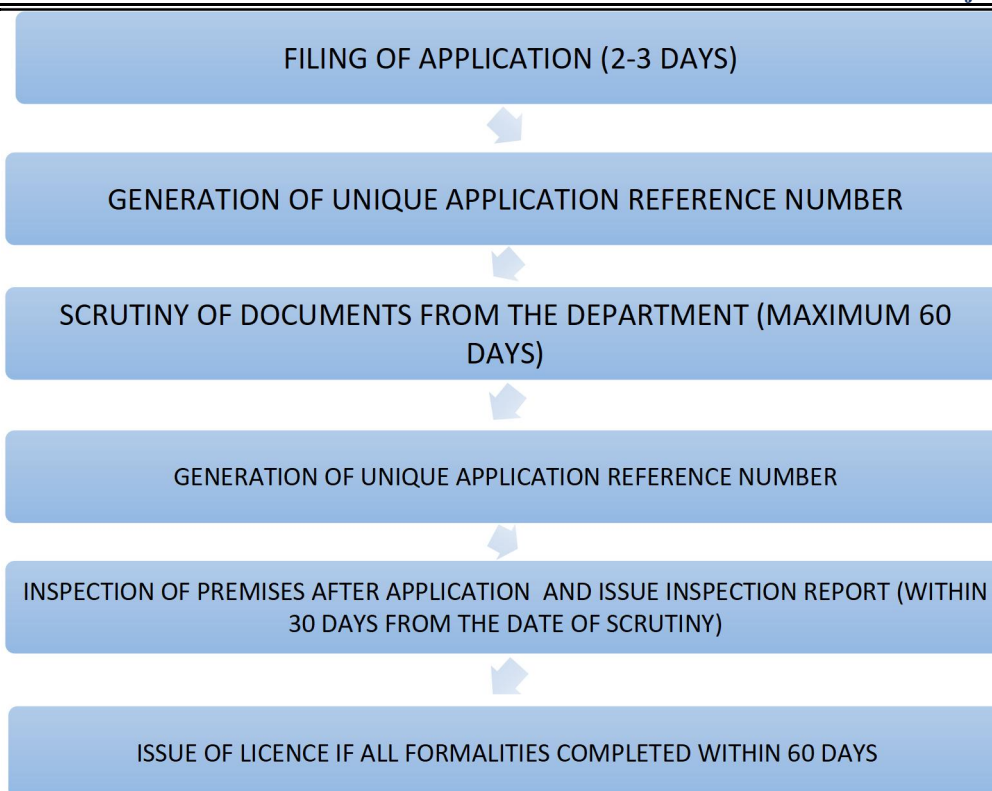 FILING OF APPLICATION (2-3 DAYS)
GENERATION OF UNIQUE APPLICATION REFERENCE NUMBER
SCRUTINY OF DOCUMENTS FROM THE DEPARTMENT (MAXIMUM 60
DAYS)
GENERATION OF UNIQUE APPLICATION REFERENCE NUMBER
INSPECTION OF PREMISES AFTER APPLICATION AND ISSUE INSPECTION REPORT (WITHIN
30 DAYS FROM THE DATE OF SCRUTINY)
ISSUE OF LICENCE IF ALL FORMALITIES COMPLETED WITHIN 60 DAYS